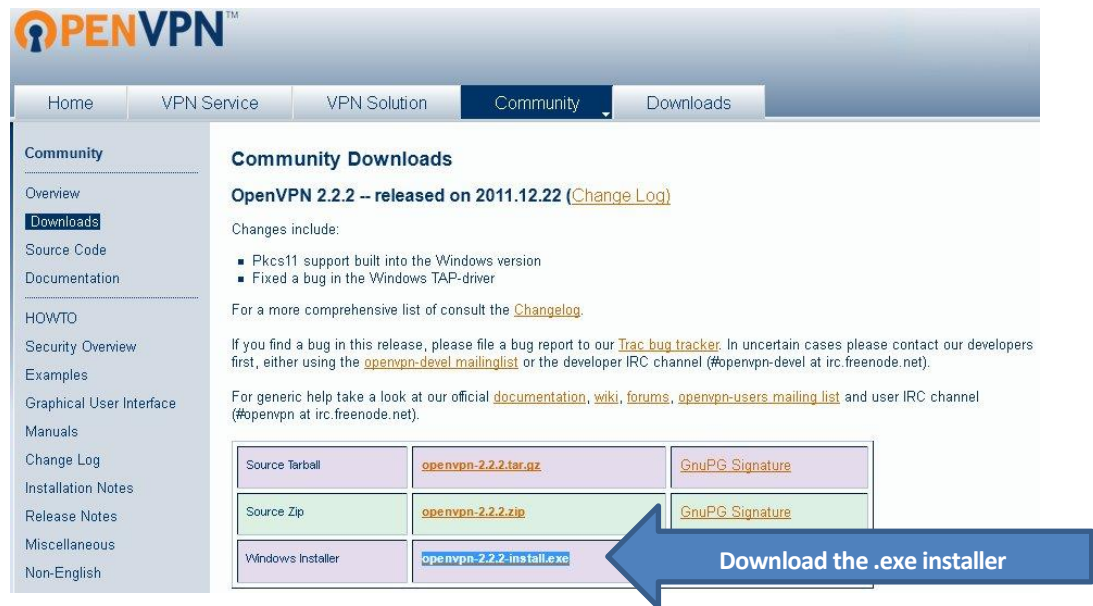 OPENVPN™
Home VPN Service VPN Solution Community Downloads
Community
Overview
Downloads
Source Code
Documentation
HOWTO
Security Overview
Examples
Graphical User Interface
Manuals
Change Log
Installation Notes
Release Notes
Miscellaneous
Non-English
Community Downloads
OpenVPN 2.2.2 -- released on 2011.12.22 (Change Log)
Changes include:
▪ Pkcs11 support built into the Windows version
▪ Fixed a bug in the Windows TAP-driver
For a more comprehensive list of consult the Changelog.
If you find a bug in this release, please file a bug report to our Trac bug tracker. In uncertain cases please contact our developers
first, either using the openvpn-devel mailinglist or the developer IRC channel (#openvpn-devel at irc.freenode.net).
For generic help take a look at our official documentation, wiki, forums, openvpn-users mailing list and user IRC channel
(#openvpn at irc.freenode.net).
Source Tarball openvpn-2.2.2.tar.gz GnuPG Signature
Source Zip openvpn-2.2.2.zip GnuPG Signature
Windows Installer openvpn-2.2.2-install.exe
Download the .exe installer